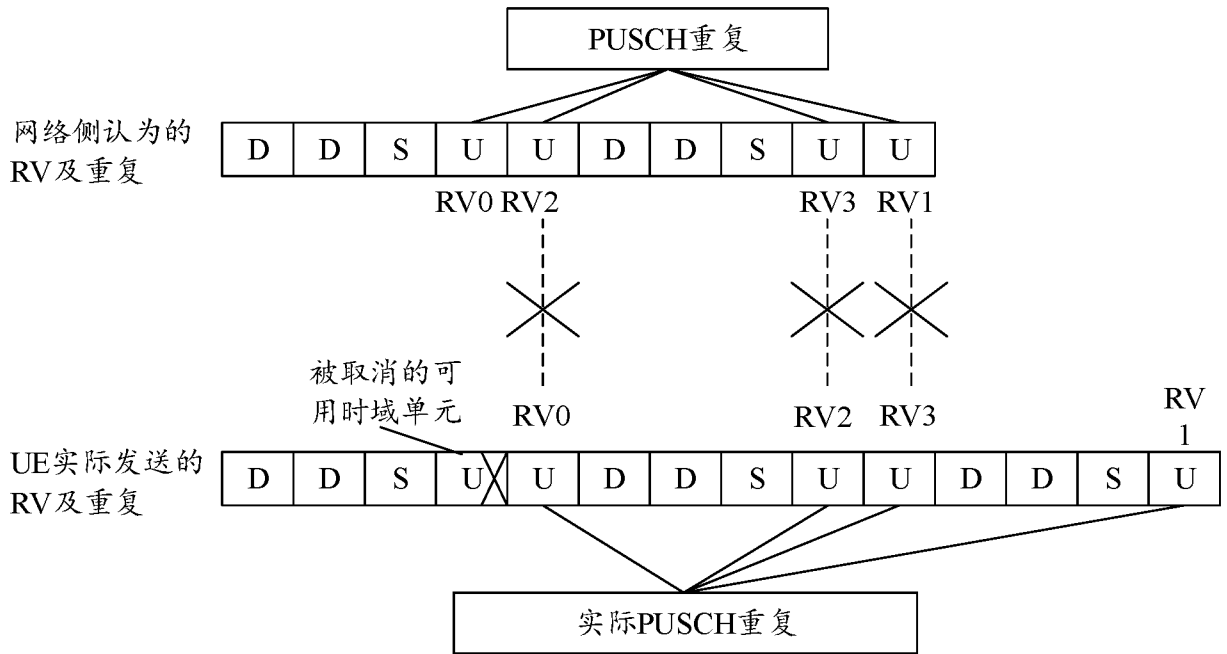 PUSCH重复
网络侧认为的
RV及重复
D D S U U D D S U U
RV0 RV2 RV3 RV1
被取消的可
用时域单元
RV0 RV2 RV3 RV
1
UE实际发送的
RV及重复
D D S U U D D S U U D D S U
实际PUSCH重复